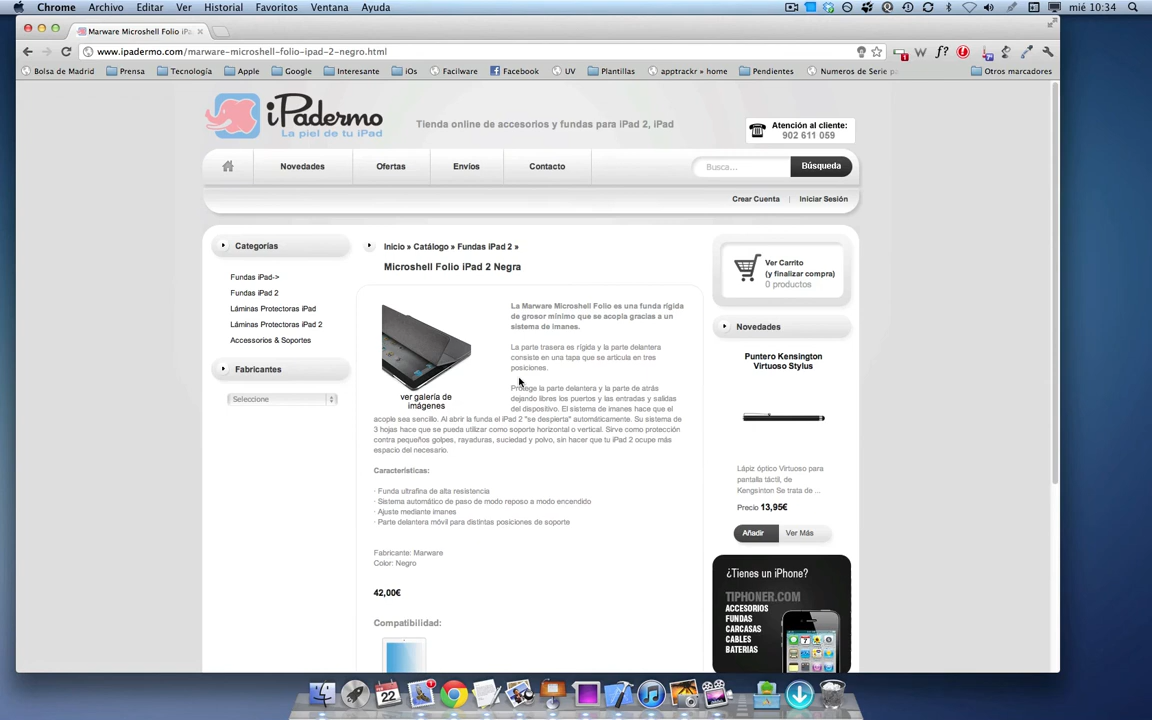 Chrome Archivo Editar Ver Historial Favoritos Ventana Ayuda mié 10:34
Marware Microshell Folio iPa
www.ipadermo.com/marware-microshell-folio-ipad-2-negro.html
Bolsa de Madrid Prensa Tecnología Apple Google Interesante iOs Facilware Facebook UV Plantillas apptrackr » home Pendientes Numeros de Serie Otros marcadores
iPadermo
La piel de tu iPad
Tienda online de accesorios y fundas para iPad 2, iPad
Atención al cliente:
902 611 059
Novedades Ofertas Envíos Contacto Busca... Búsqueda
Crear Cuenta | Iniciar Sesión
Categorías
Fundas iPad->
Fundas iPad 2
Láminas Protectoras iPad
Láminas Protectoras iPad 2
Accesorios & Soportes
Fabricantes
Seleccione
Inicio » Catálogo » Fundas iPad 2 »
Microshell Folio iPad 2 Negra
ver galería de
imágenes
La Marware Microshell Folio es una funda rígida
de grosor mínimo que se acopla gracias a un
sistema de imanes.
La parte trasera es rígida y la parte delantera
consiste en una tapa que se articula en tres
posiciones.
Protege la parte delantera y la parte de atrás
dejando libres los puertos y las entradas y salidas
del dispositivo. El sistema de imanes hace que el
acople sea sencillo. Al abrir la funda el iPad 2 "se despierta" automáticamente. Su sistema de
3 hojas hace que se pueda utilizar como soporte horizontal o vertical. Sirve como protección
contra pequeños golpes, rayaduras, suciedad y polvo, sin hacer que tu iPad 2 ocupe más
espacio del necesario.
Características:
· Funda ultrafina de alta resistencia
· Sistema automático de paso de modo reposo a modo encendido
· Ajuste mediante imanes
· Parte delantera móvil para distintas posiciones de soporte
Fabricante: Marware
Color: Negro
42,00€
Compatibilidad:
Ver Carrito
(y finalizar compra)
0 productos
Novedades
Puntero Kensington
Virtuoso Stylus
Lápiz óptico Virtuoso para
pantalla táctil, de
Kengsinton Se trata de ...
Precio 13,95€
Añadir Ver Más
¿Tienes un iPhone?
TIPHONER.COM
ACCESORIOS
FUNDAS
CARCASAS
CABLES
BATERIAS
22